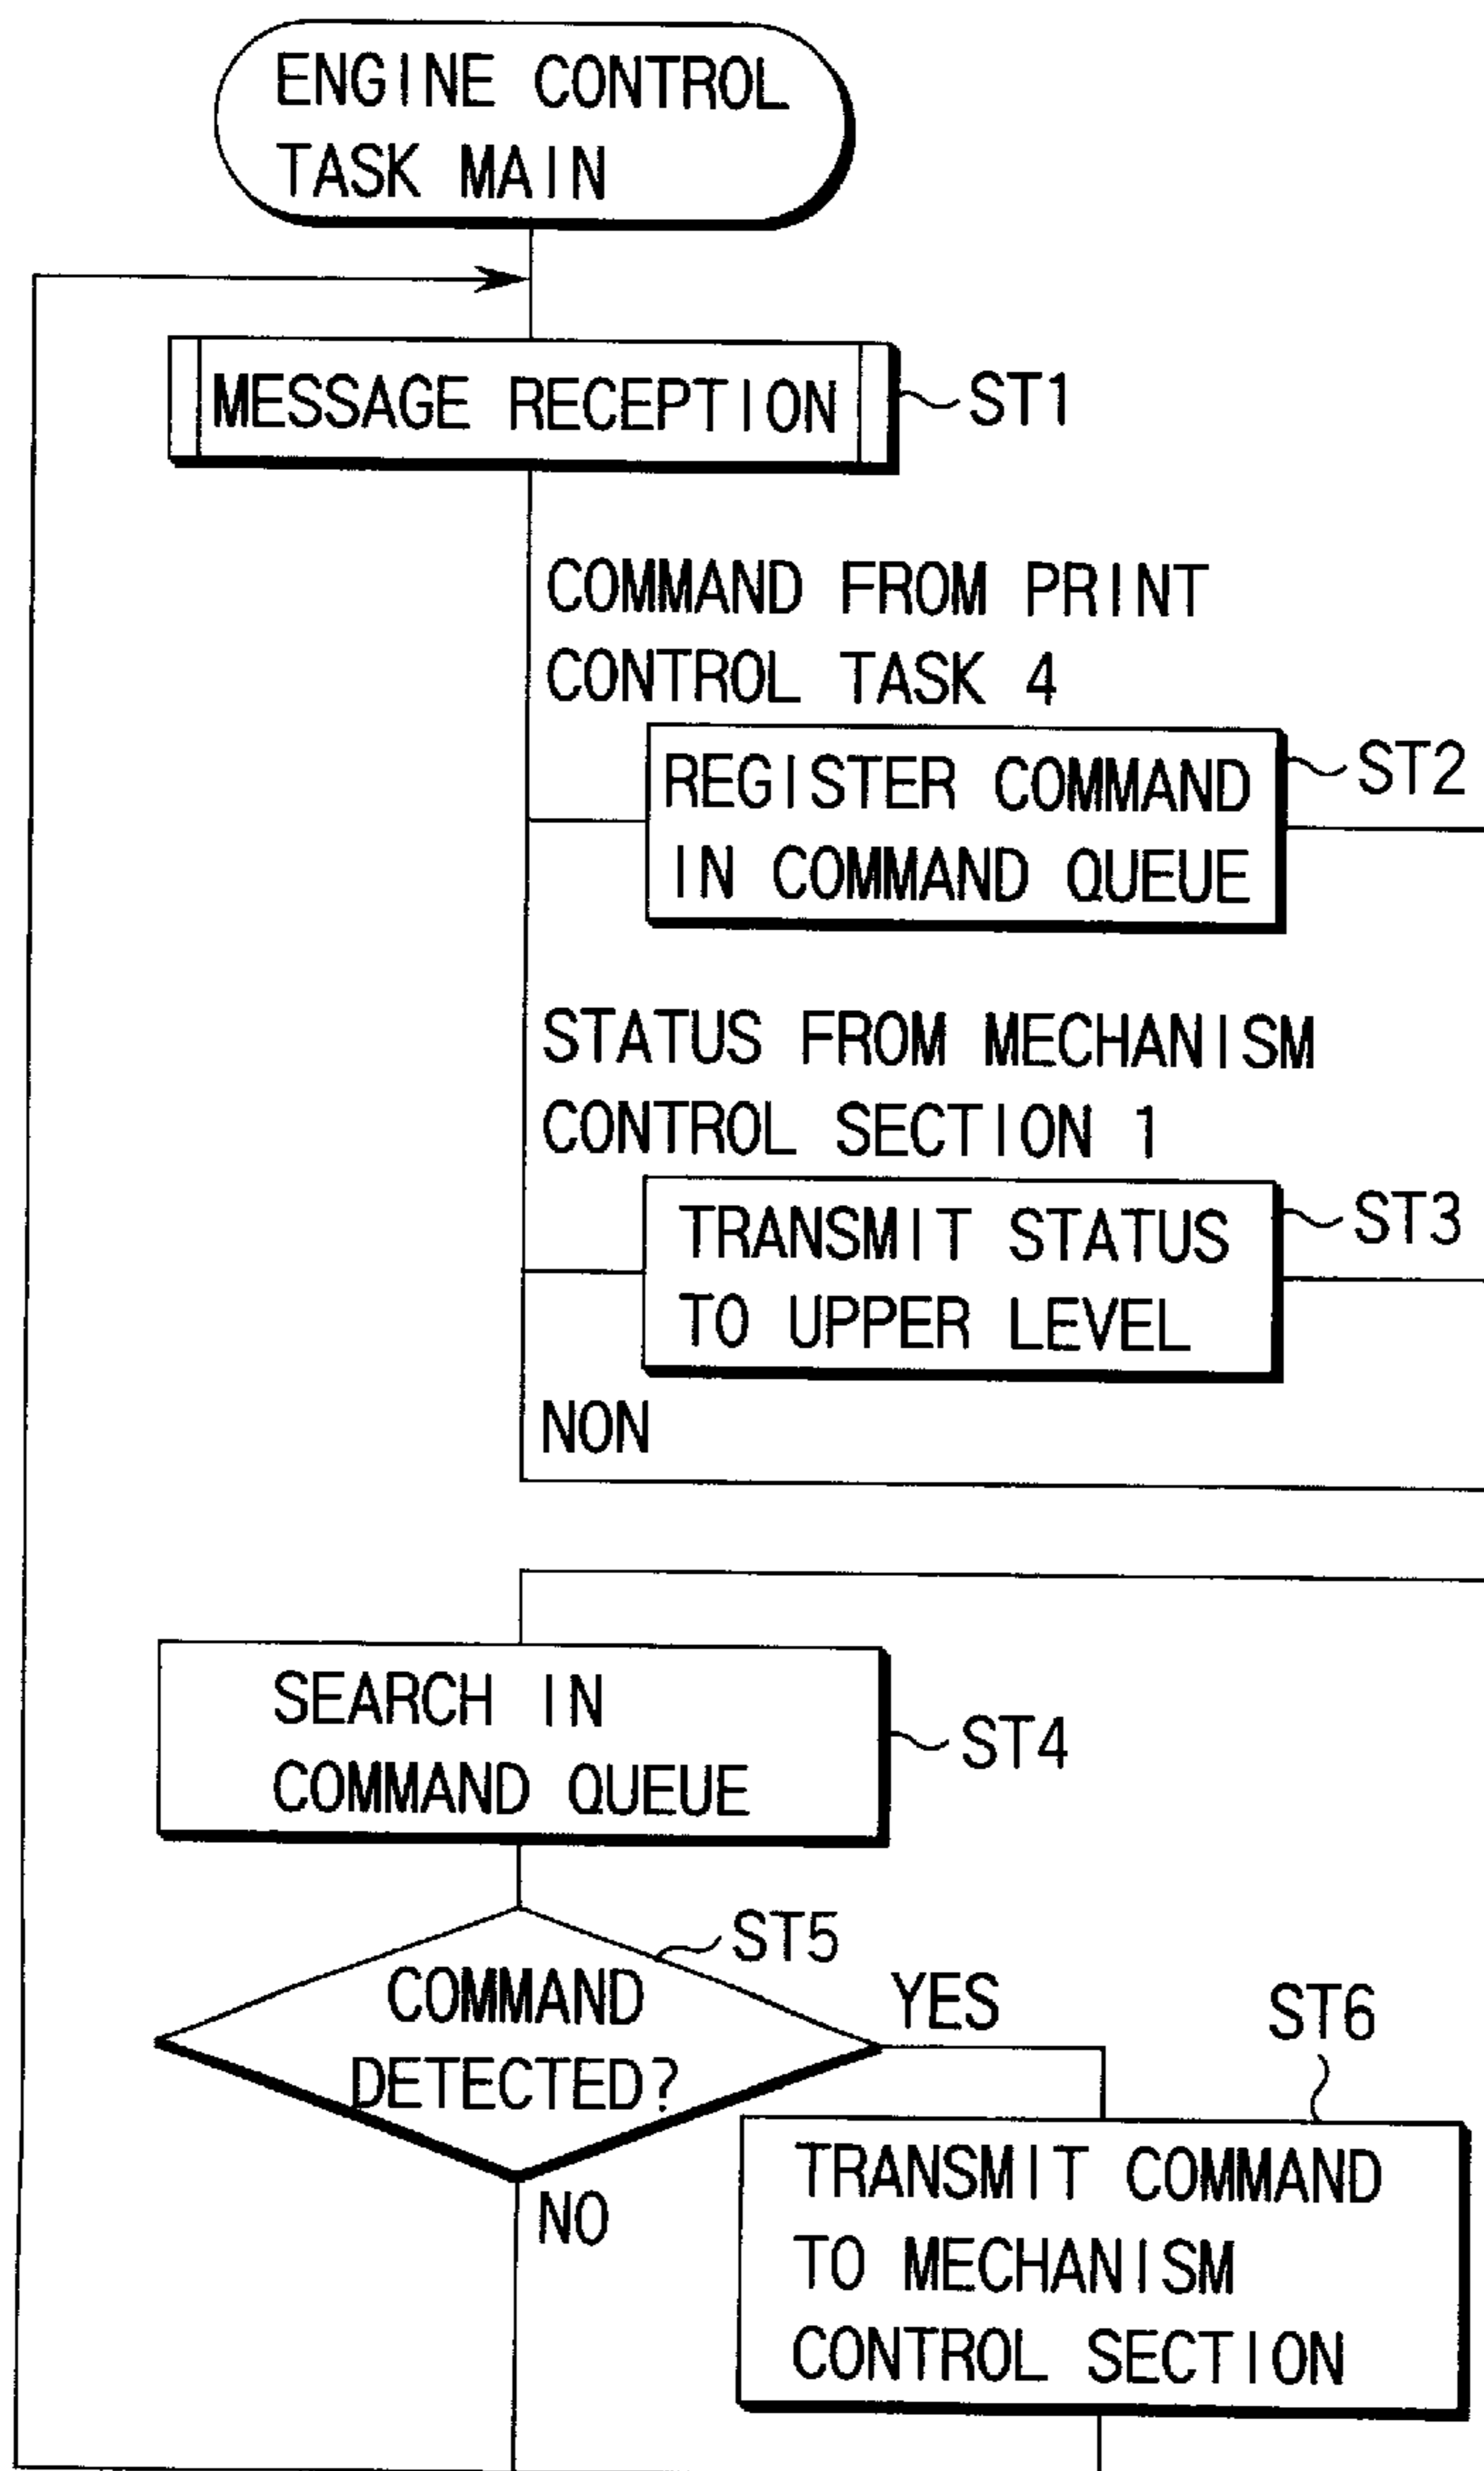 ENGINE CONTROL
TASK MAIN
MESSAGE RECEPTION
ST1
COMMAND FROM PRINT
CONTROL TASK 4
REGISTER COMMAND
IN COMMAND QUEUE
ST2
STATUS FROM MECHANISM
CONTROL SECTION 1
TRANSMIT STATUS
TO UPPER LEVEL
ST3
NON
SEARCH IN
COMMAND QUEUE
ST4
ST5
COMMAND
DETECTED?
YES
NO
ST6
TRANSMIT COMMAND
TO MECHANISM
CONTROL SECTION